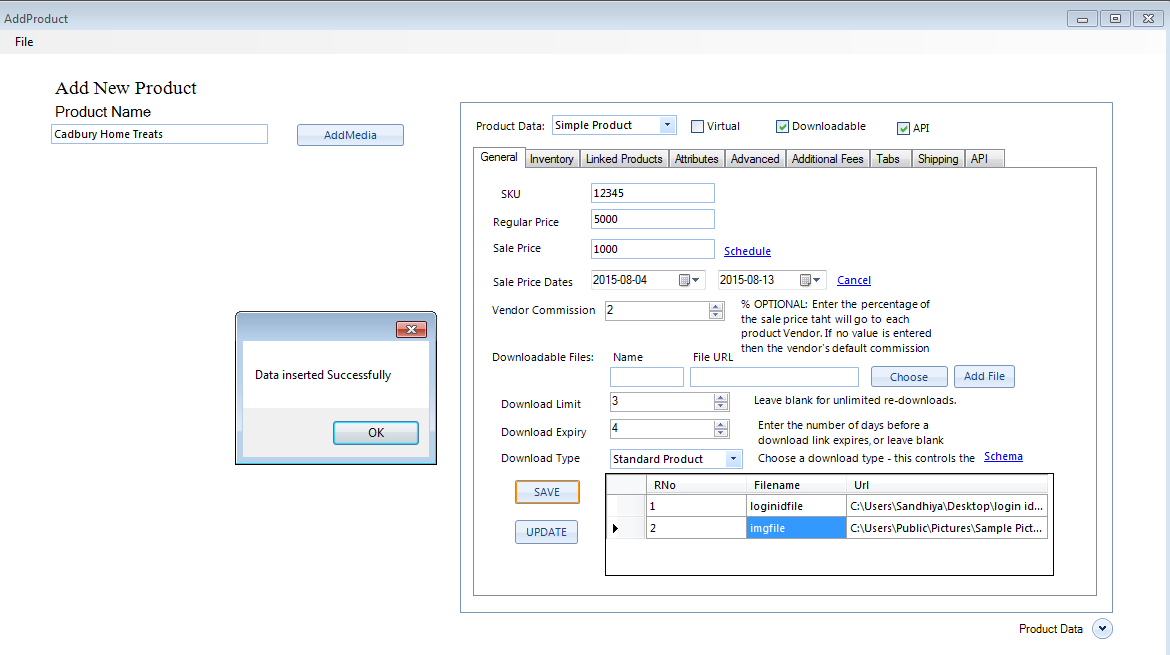 AddProduct
File
Add New Product
Product Name
Cadbury Home Treats
AddMedia
Product Data: Simple Product Virtual Downloadable API
General Inventory Linked Products Attributes Advanced Additional Fees Tabs Shipping API
SKU 12345
Regular Price 5000
Sale Price 1000 Schedule
Sale Price Dates 2015-08-04 2015-08-13 Cancel
Vendor Commission 2
% OPTIONAL: Enter the percentage of
the sale price taht will go to each
product Vendor. If no value is entered
then the vendor's default commission
Data inserted Successfully
OK
Downloadable Files: Name File URL
Choose Add File
Download Limit 3 Leave blank for unlimited re-downloads.
Download Expiry 4
Enter the number of days before a
download link expires, or leave blank
Download Type Standard Product Choose a download type - this controls the Schema
SAVE
UPDATE
RNo Filename Url
1 loginidfile C:\Users\Sandhiya\Desktop\login id...
2 imgfile C:\Users\Public\Pictures\Sample Pict...
Product Data